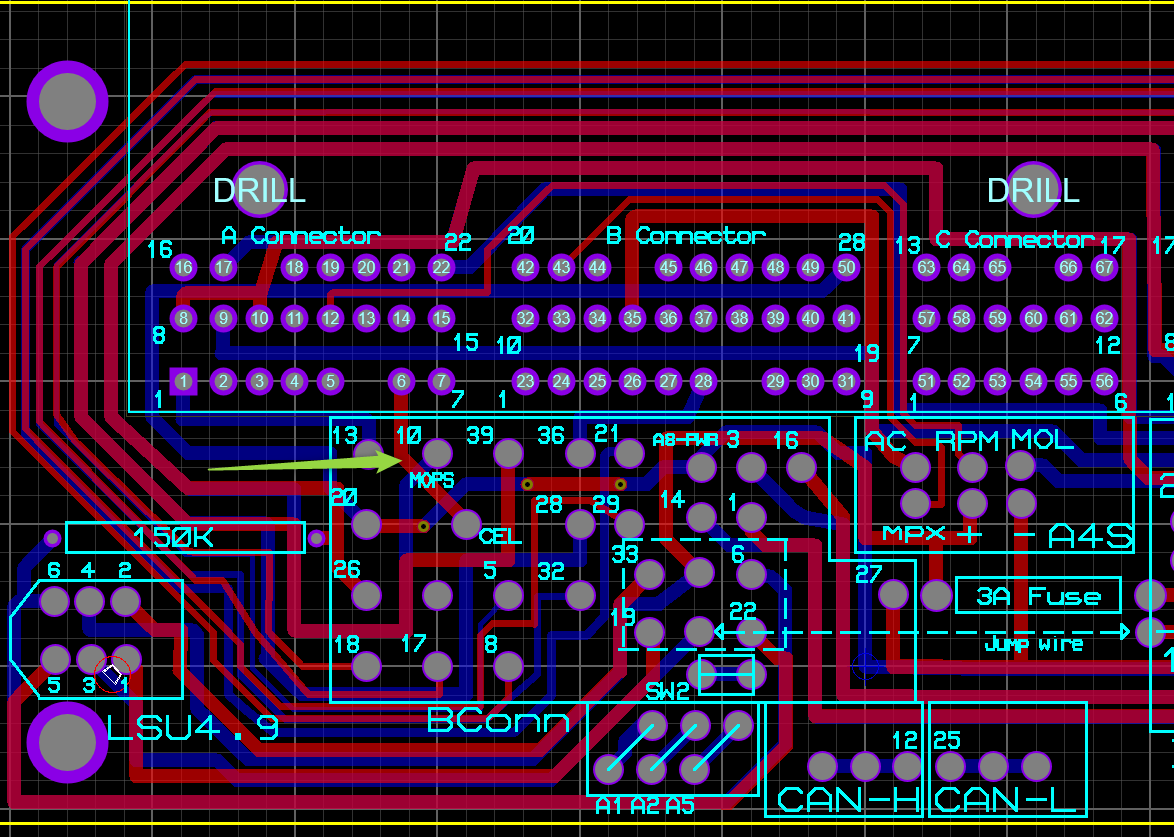 DRILL DRILL
16 A Connector 22 20 B Connector 28 13 C Connector 17 17
16 17 18 19 20 21 22 42 43 44 45 46 47 48 49 50 63 64 65 66 67
8 9 10 11 12 13 14 15 32 33 34 35 36 37 38 39 40 41 57 58 59 60 61 62
8 15 10 19 7 12 8
1 2 3 4 5 6 7 23 24 25 26 27 28 29 30 31 51 52 53 54 55 56
1 7 1 9 1 6 1
13 10 39 36 21 A8-PWR 3 16 AC RPM MOL
MOPS
20 28 29 14 1 2
150K CEL MPX + - A4S
33 6
6 4 2 26 5 32 27
3A Fuse
19 22
18 17 8 Jump wire 1
5 3 1 SW2
LSU4.9 BConn
12 25
CAN-H CAN-L
A1 A2 A5